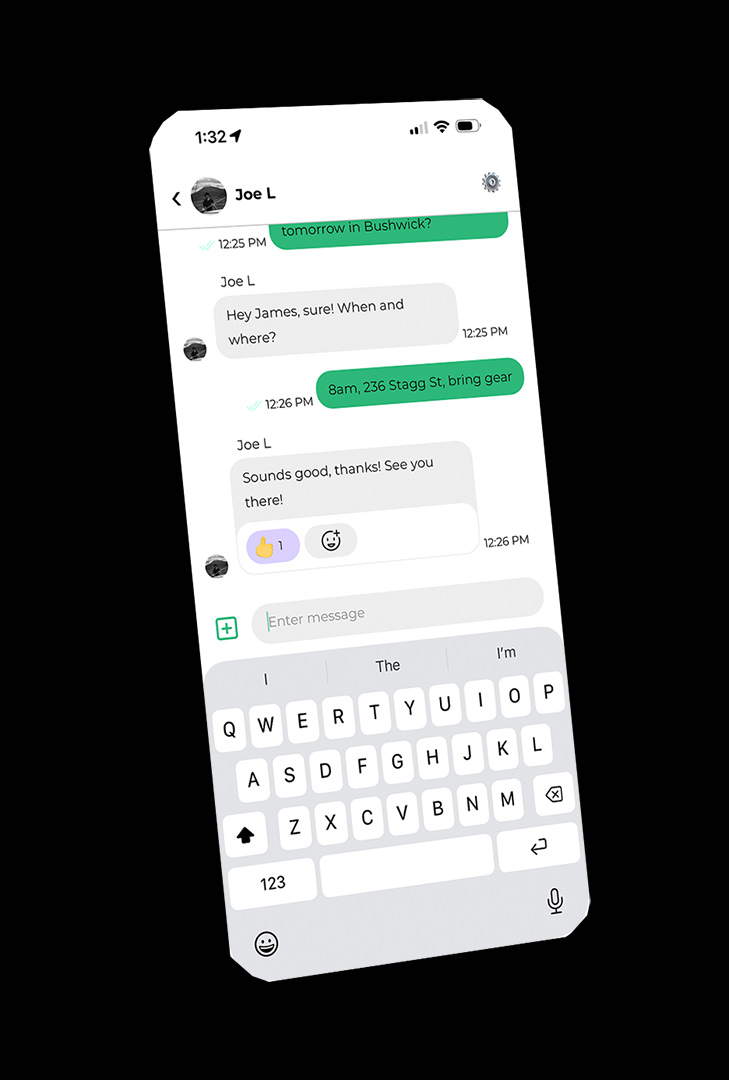 1:32
Joe L
tomorrow in Bushwick?
12:25 PM
Joe L
Hey James, sure! When and
where?
12:25 PM
8am, 236 Stagg St, bring gear
12:26 PM
Joe L
Sounds good, thanks! See you
there!
👍 1
12:26 PM
Enter message
I The I'm
Q W E R T Y U I O P
A S D F G H J K L
Z X C V B N M
123